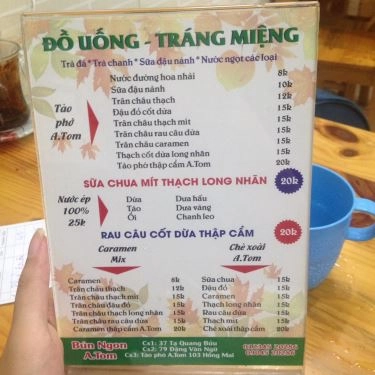 ĐỒ UỐNG - TRÁNG MIỆNG
Trà đá * Trà chanh * Sữa đậu nành * Nước ngọt các loại
Tào phớ A.Tom
Nước đường hoa nhài 8k
Sữa đậu nành 10k
Trân châu thạch 12k
Đậu đỏ cốt dừa 15k
Trân châu thạch mít 15k
Trân châu rau câu dừa 15k
Trân châu caramen 15k
Thạch cốt dừa long nhãn 15k
Tào phớ thập cẩm A.Tom 20k
SỮA CHUA MÍT THẠCH LONG NHÃN 20k
Nước ép 100% 25k
Dừa Dưa hấu
Táo Dưa vàng
Ổi Chanh leo
RAU CÂU CỐT DỪA THẬP CẨM 20k
Caramen Mix
Caramen 8k
Trân châu thạch 12k
Trân châu đậu đỏ 15k
Trân châu thạch long nhãn 15k
Trân châu rau câu dừa 15k
Caramen thập cẩm A.Tom 20k
Chè xoài A.Tom
Sữa chua 15k
Đậu đỏ 15k
Caramen 15k
Thạch long nhãn 15k
Rau câu dừa 15k
Thạch mít 15k
Chè xoài thập cẩm 20k
Bún Ngon A.Tom
Cs1: 37 Tạ Quang Bửu
Cs2: 79 Đặng Văn Ngữ
Cs3: Tào phớ A.Tom 103 Hồng Mai